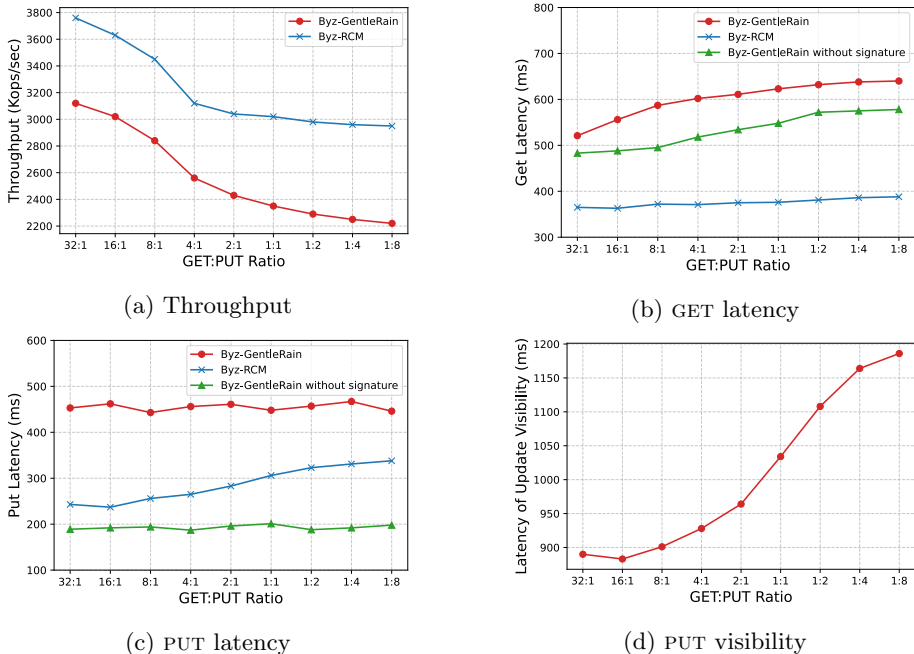 3800
3600
3400
3200
3000
2800
2600
2400
2200
Throughput (Kops/sec)
Byz-GentleRain
Byz-RCM
32:1 16:1 8:1 4:1 2:1 1:1 1:2 1:4 1:8
GET:PUT Ratio
(a) Throughput
800
700
600
500
400
300
Get Latency (ms)
Byz-GentleRain
Byz-RCM
Byz-GentleRain without signature
32:1 16:1 8:1 4:1 2:1 1:1 1:2 1:4 1:8
GET:PUT Ratio
(b) GET latency
600
500
400
300
200
100
Put Latency (ms)
Byz-GentleRain
Byz-RCM
Byz-GentleRain without signature
32:1 16:1 8:1 4:1 2:1 1:1 1:2 1:4 1:8
GET:PUT Ratio
(c) PUT latency
1200
1150
1100
1050
1000
950
900
Latency of Update Visibility (ms)
32:1 16:1 8:1 4:1 2:1 1:1 1:2 1:4 1:8
GET:PUT Ratio
(d) PUT visibility